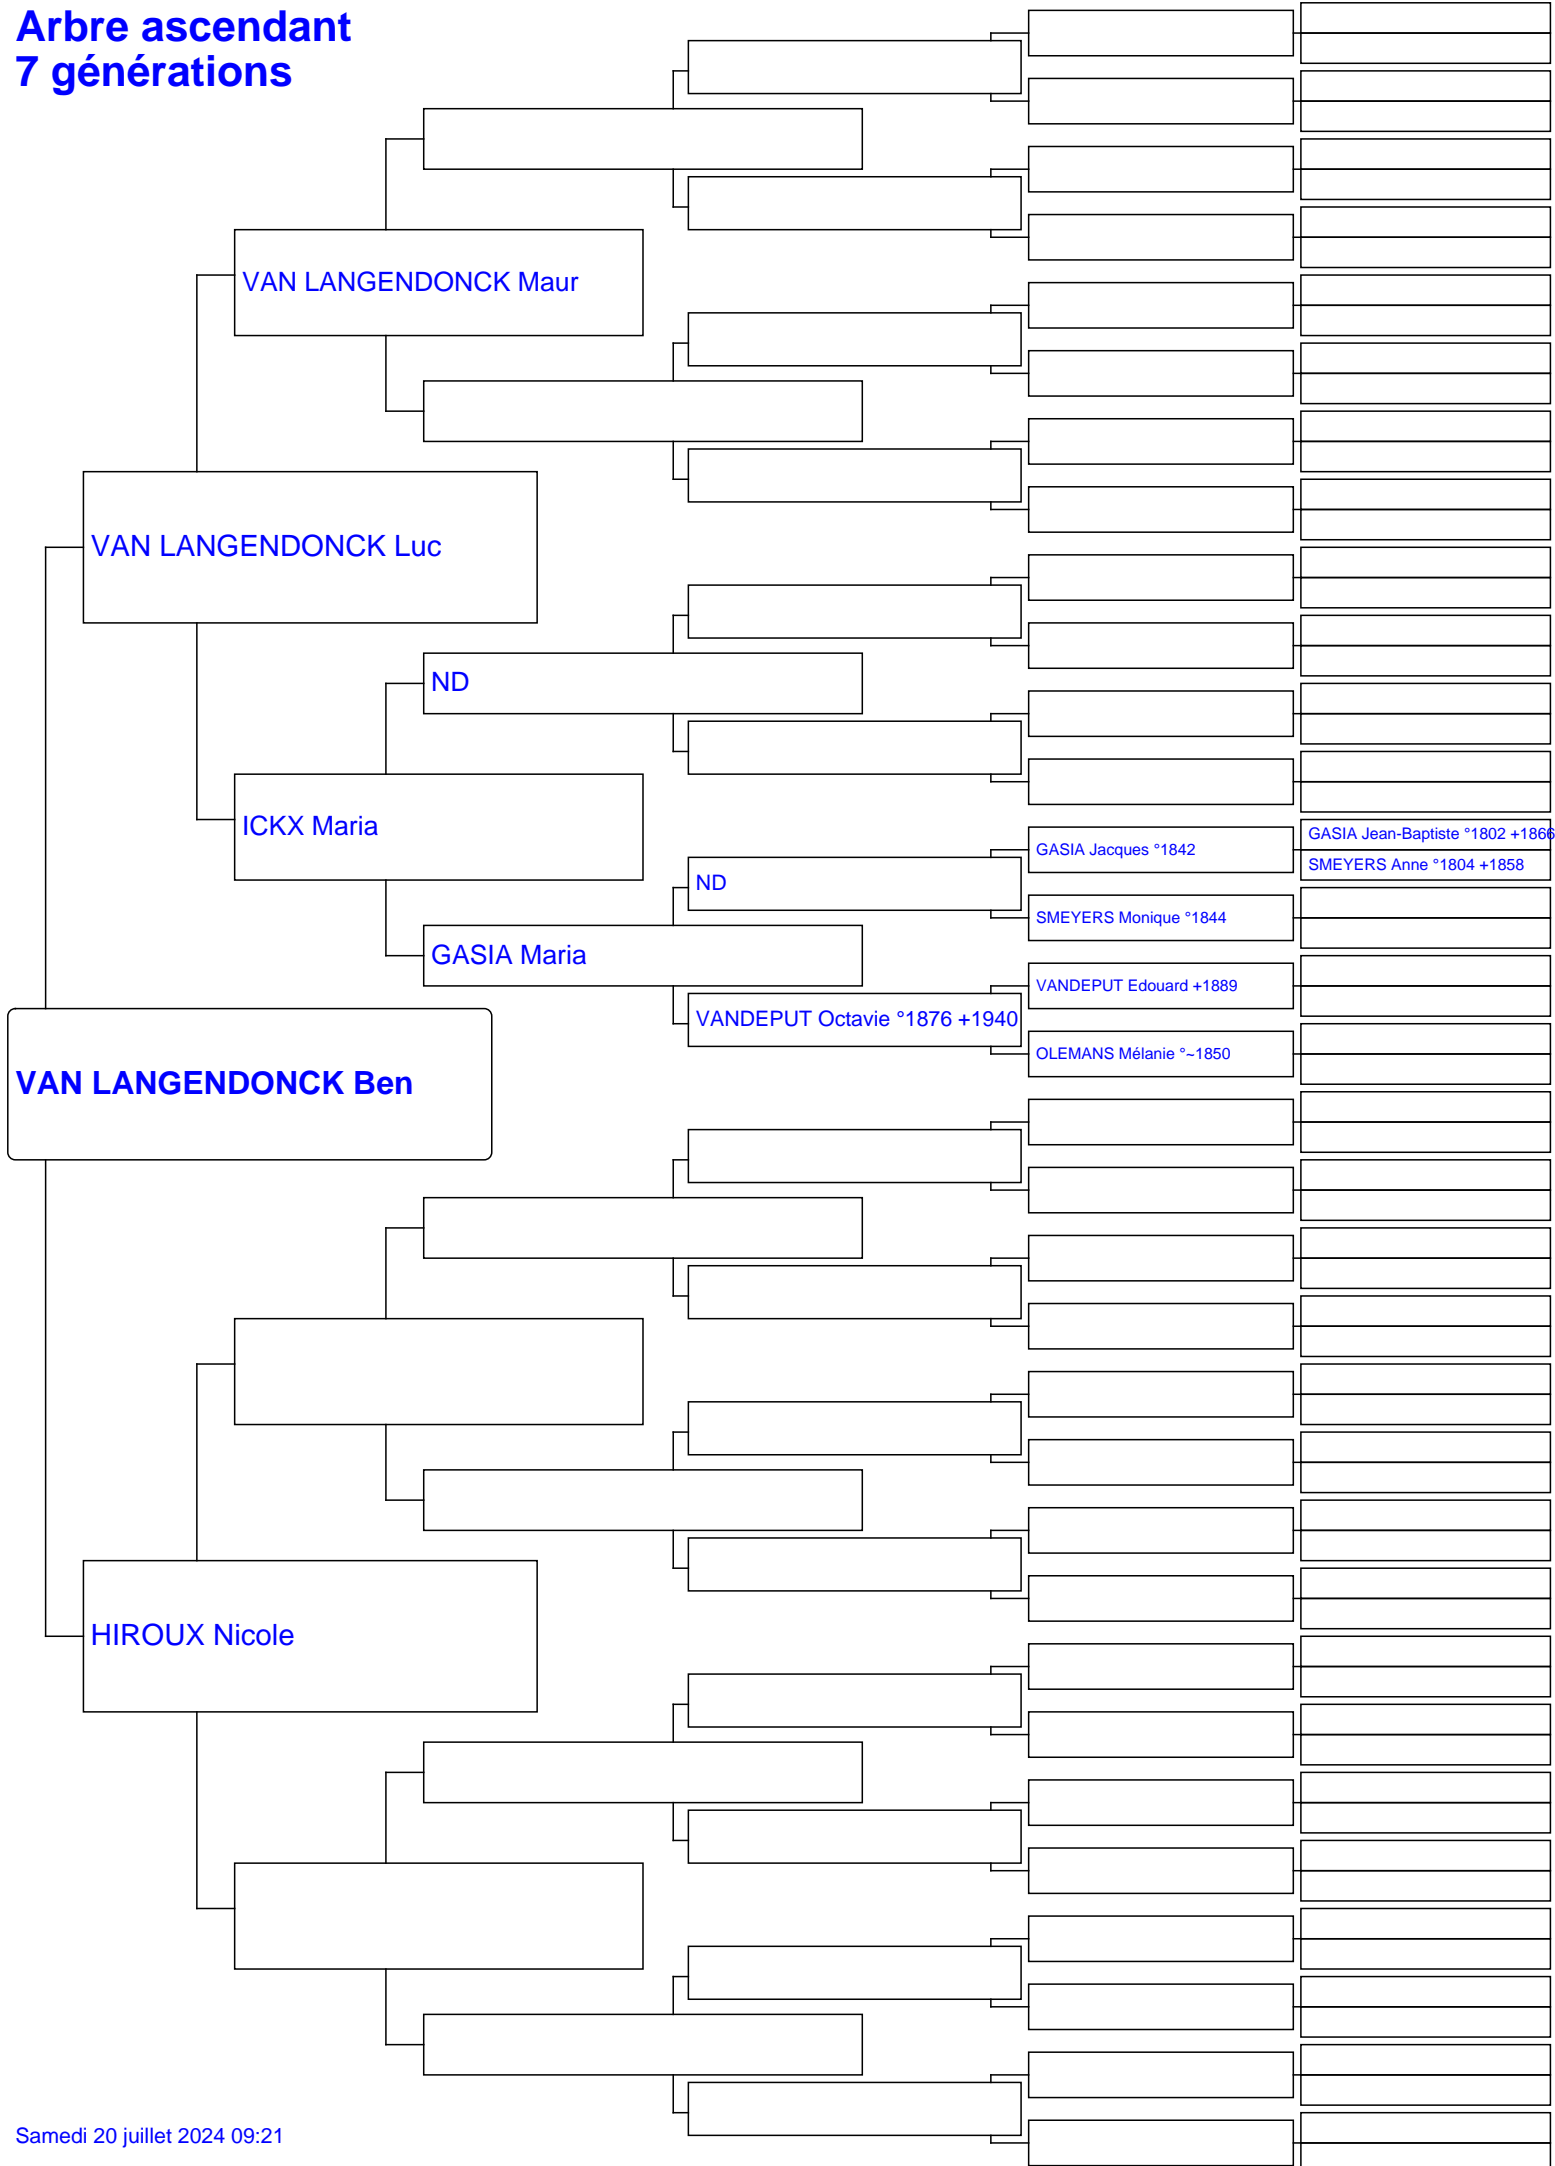 Arbre ascendant
7 générations
VAN LANGENDONCK Maur
VAN LANGENDONCK Luc
ND
ICKX Maria
GASIA Jean-Baptiste °1802 +1866
GASIA Jacques °1842
SMEYERS Anne °1804 +1858
ND
SMEYERS Monique °1844
GASIA Maria
VANDEPUT Edouard +1889
VANDEPUT Octavie °1876 +1940
OLEMANS Mélanie °~1850
VAN LANGENDONCK Ben
HIROUX Nicole
Samedi 20 juillet 2024 09:21